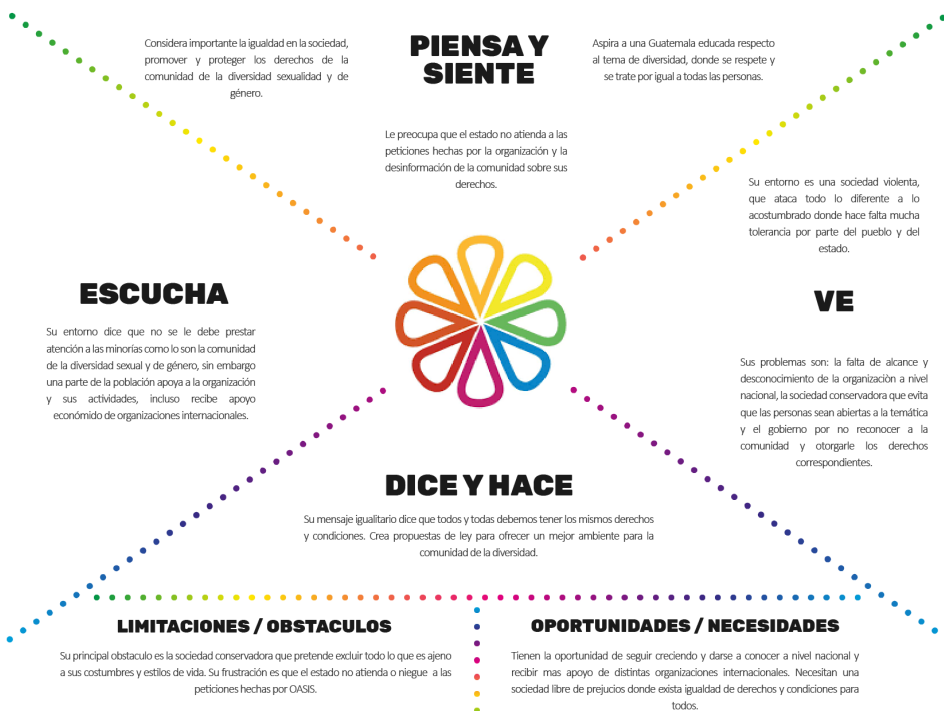 PIENSA Y
SIENTE
Considera importante la igualdad en la sociedad,
promover y proteger los derechos de la
comunidad de la diversidad sexualidad y de
género.
Aspira a una Guatemala educada respecto
al tema de diversidad, donde se respete y
se trate por igual a todas las personas.
Le preocupa que el estado no atienda a las
peticiones hechas por la organización y la
desinformación de la comunidad sobre sus
derechos.
ESCUCHA
Su entorno dice que no se le debe prestar
atención a las minorías como lo son la comunidad
de la diversidad sexual y de género, sin embargo
una parte de la población apoya a la organización
y sus actividades, incluso recibe apoyo
económido de organizaciones internacionales.
Su entorno es una sociedad violenta,
que ataca todo lo diferente a lo
acostumbrado donde hace falta mucha
tolerancia por parte del pueblo y del
estado.
VE
Sus problemas son: la falta de alcance y
desconocimiento de la organizaciòn a nivel
nacional, la sociedad conservadora que evita
que las personas sean abiertas a la temática
y el gobierno por no reconocer a la
comunidad y otorgarle los derechos
correspondientes.
DICE Y HACE
Su mensaje igualitario dice que todos y todas debemos tener los mismos derechos
y condiciones. Crea propuestas de ley para ofrecer un mejor ambiente para la
comunidad de la diversidad.
LIMITACIONES / OBSTACULOS
Su principal obstaculo es la sociedad conservadora que pretende excluir todo lo que es ajeno
a sus costumbres y estilos de vida. Su frustración es que el estado no atienda o niegue a las
peticiones hechas por OASIS.
OPORTUNIDADES / NECESIDADES
Tienen la oportunidad de seguir creciendo y darse a conocer a nivel nacional y
recibir mas apoyo de distintas organizaciones internacionales. Necesitan una
sociedad libre de prejuicios donde exista igualdad de derechos y condiciones para
todos.